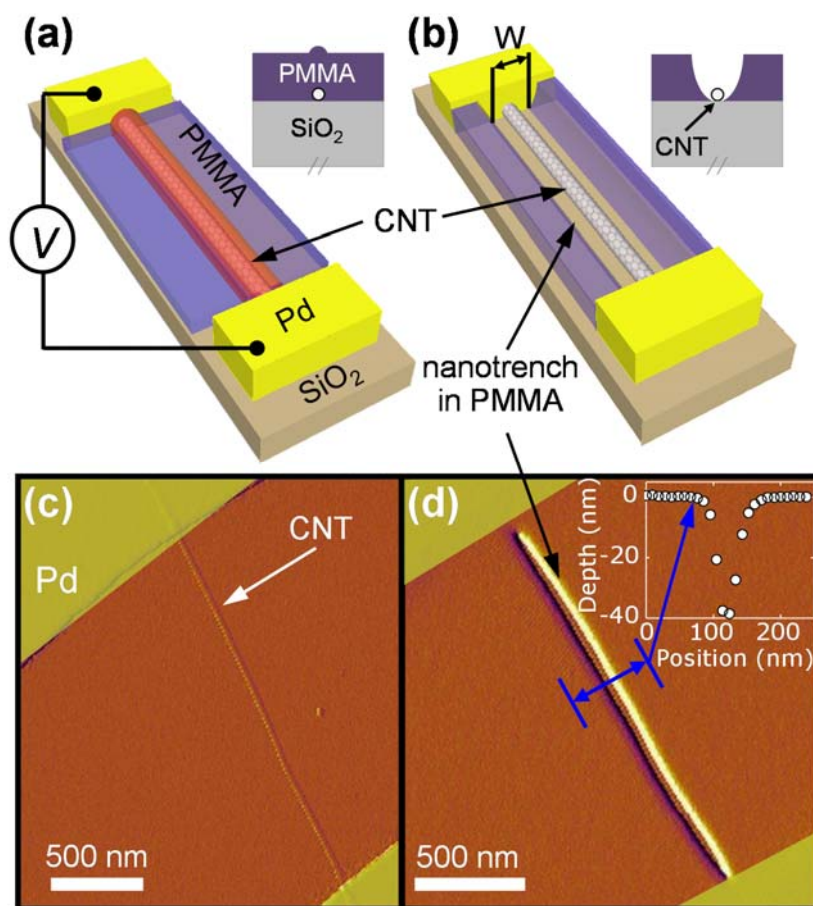 (a)
PMMA
SiO₂
PMMA
V
Pd
SiO₂
CNT
(b)
W
CNT
nanotrench
in PMMA
(c)
CNT
Pd
500 nm
(d)
Depth (nm)
0
-20
-40
0 100 200
Position (nm)
500 nm